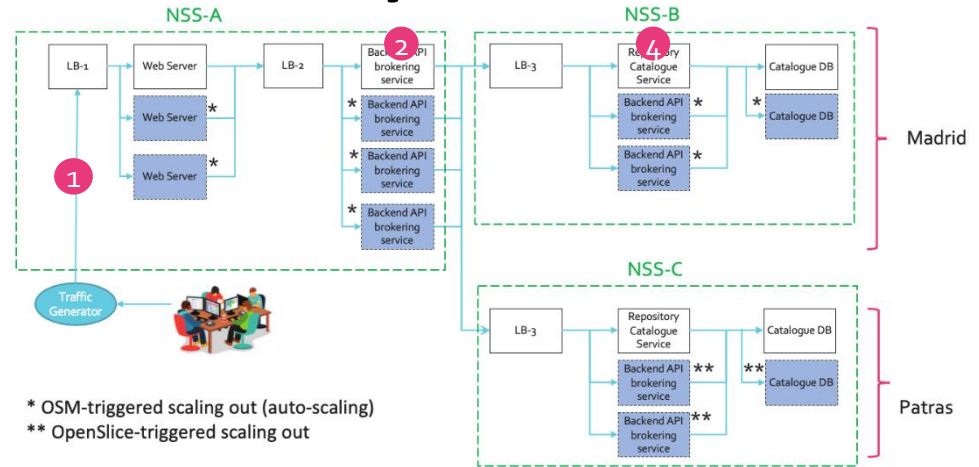 NSS-A
NSS-B
LB-1
Web Server
LB-2
2
brokering
service
LB-3
4
Catalogue
Service
Catalogue DB
Web Server
*
*
Backend API
brokering
service
Backend API
brokering
service
*
*
Catalogue DB
Madrid
1
Web Server
*
*
Backend API
brokering
service
Backend API
brokering
service
*
*
Backend API
brokering
service
NSS-C
Traffic
Generator
LB-3
Repository
Catalogue
Service
Catalogue DB
Backend API
brokering
service
**
**
Catalogue DB
Patras
Backend API
brokering
service
**
* OSM-triggered scaling out (auto-scaling)
** OpenSlice-triggered scaling out